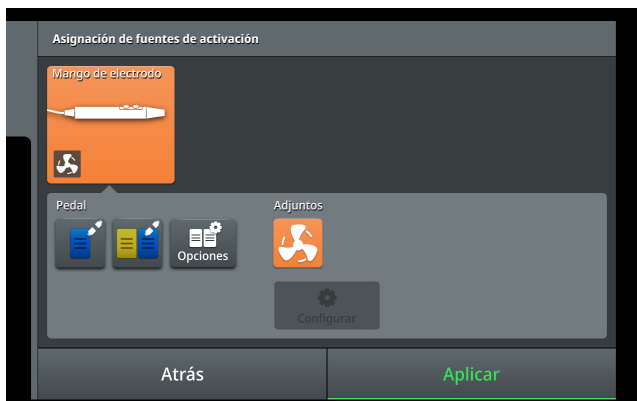 Asignación de fuentes de activación
Mango de electrodo
Pedal
Adjuntos
Opciones
Configurar
Atrás
Aplicar